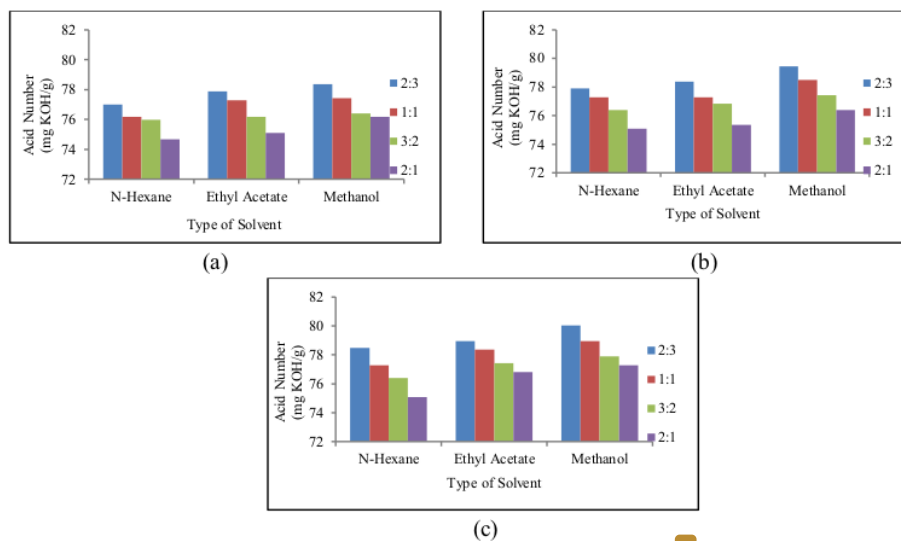 82
80
78
76
74
72
Acid Number
(mg KOH/g)
N-Hexane Ethyl Acetate Methanol
Type of Solvent
2:3
1:1
3:2
2:1
(a)
82
80
78
76
74
72
Acid Number
(mg KOH/g)
N-Hexane Ethyl Acetate Methanol
Type of Solvent
2:3
1:1
3:2
2:1
(b)
82
80
78
76
74
72
Acid Number
(mg KOH/g)
N-Hexane Ethyl Acetate Methanol
Type of Solvent
2:3
1:1
3:2
2:1
(c)